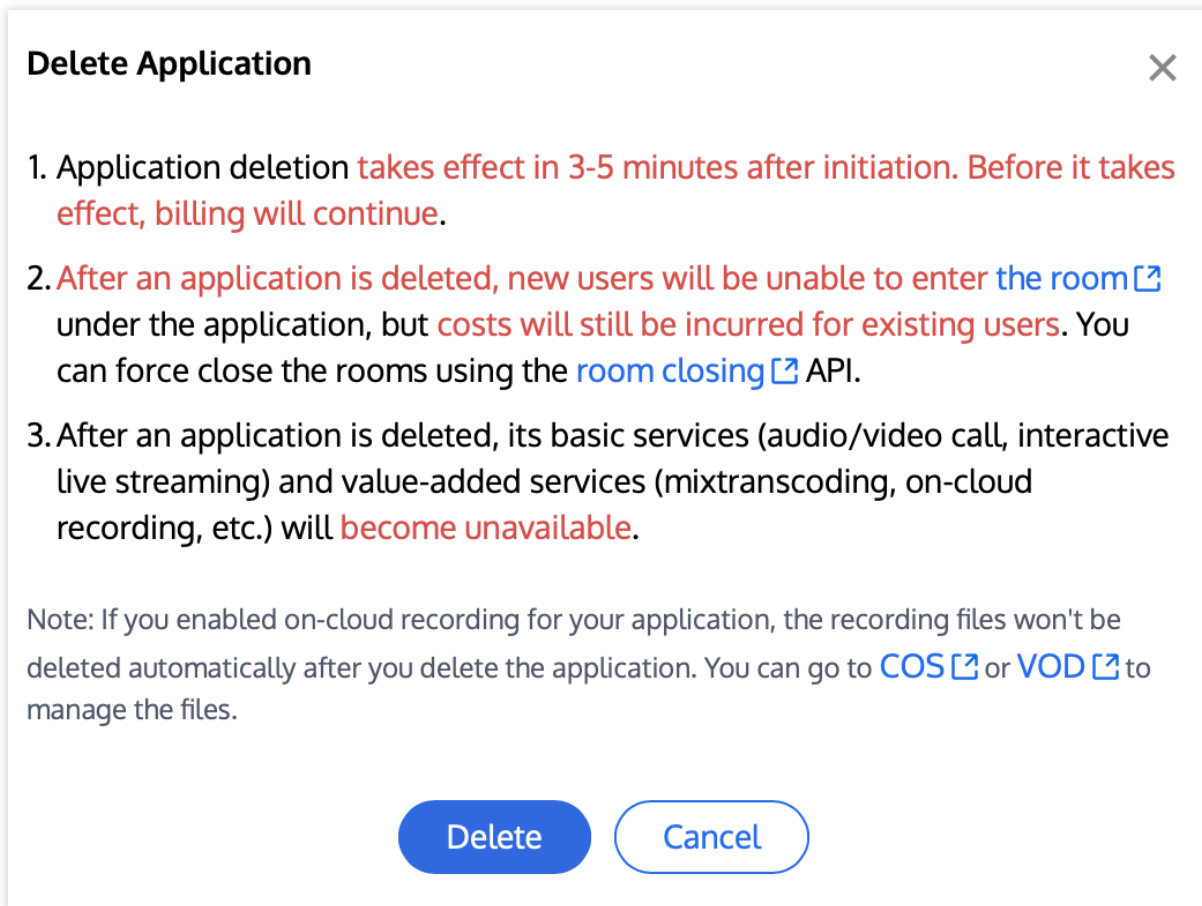 Delete Application
1. Application deletion takes effect in 3-5 minutes after initiation. Before it takes
effect, billing will continue.
2. After an application is deleted, new users will be unable to enter the room
under the application, but costs will still be incurred for existing users. You
can force close the rooms using the room closing API.
3. After an application is deleted, its basic services (audio/video call, interactive
live streaming) and value-added services (mixtranscoding, on-cloud
recording, etc.) will become unavailable.
Note: If you enabled on-cloud recording for your application, the recording files won't be
deleted automatically after you delete the application. You can go to COS or VOD to
manage the files.
Delete Cancel